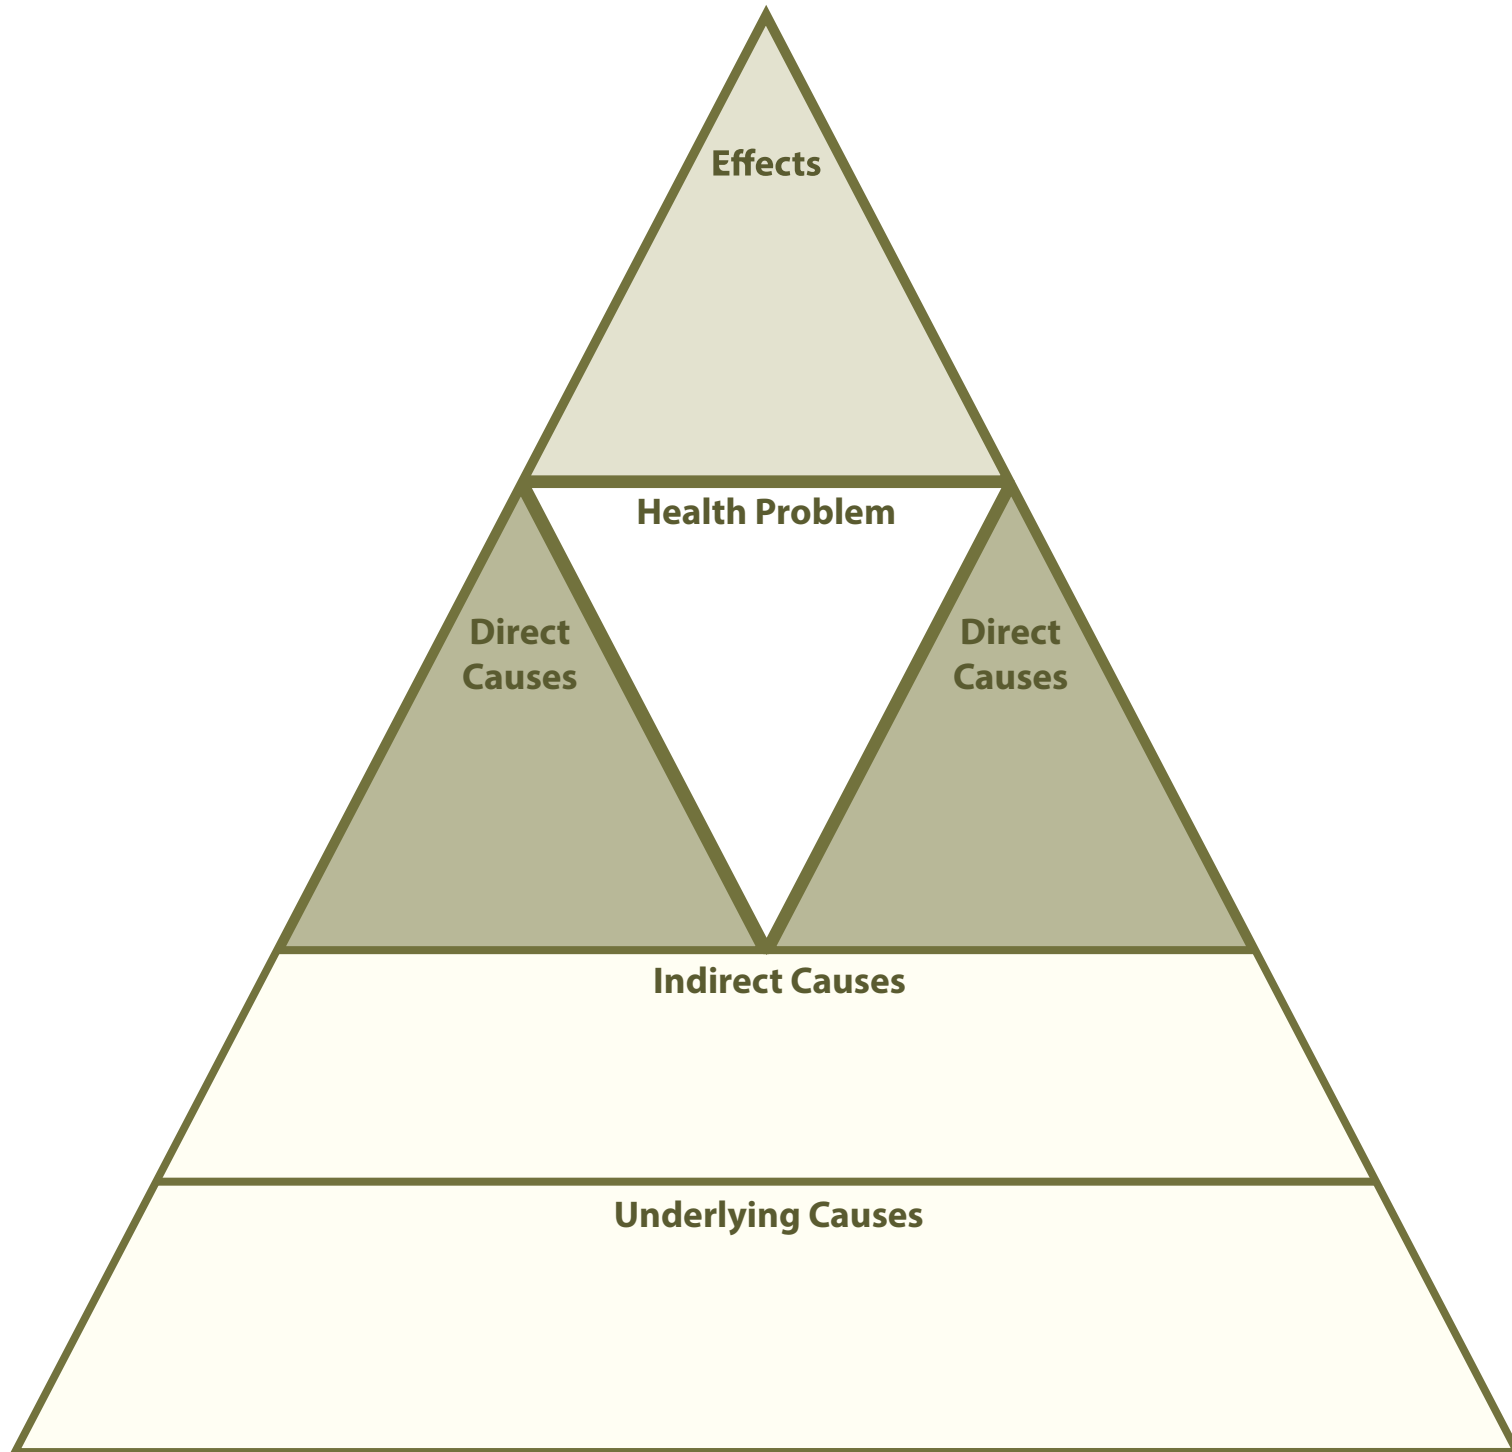 Effects
Health Problem
Direct
Causes
Direct
Causes
Indirect Causes
Underlying Causes